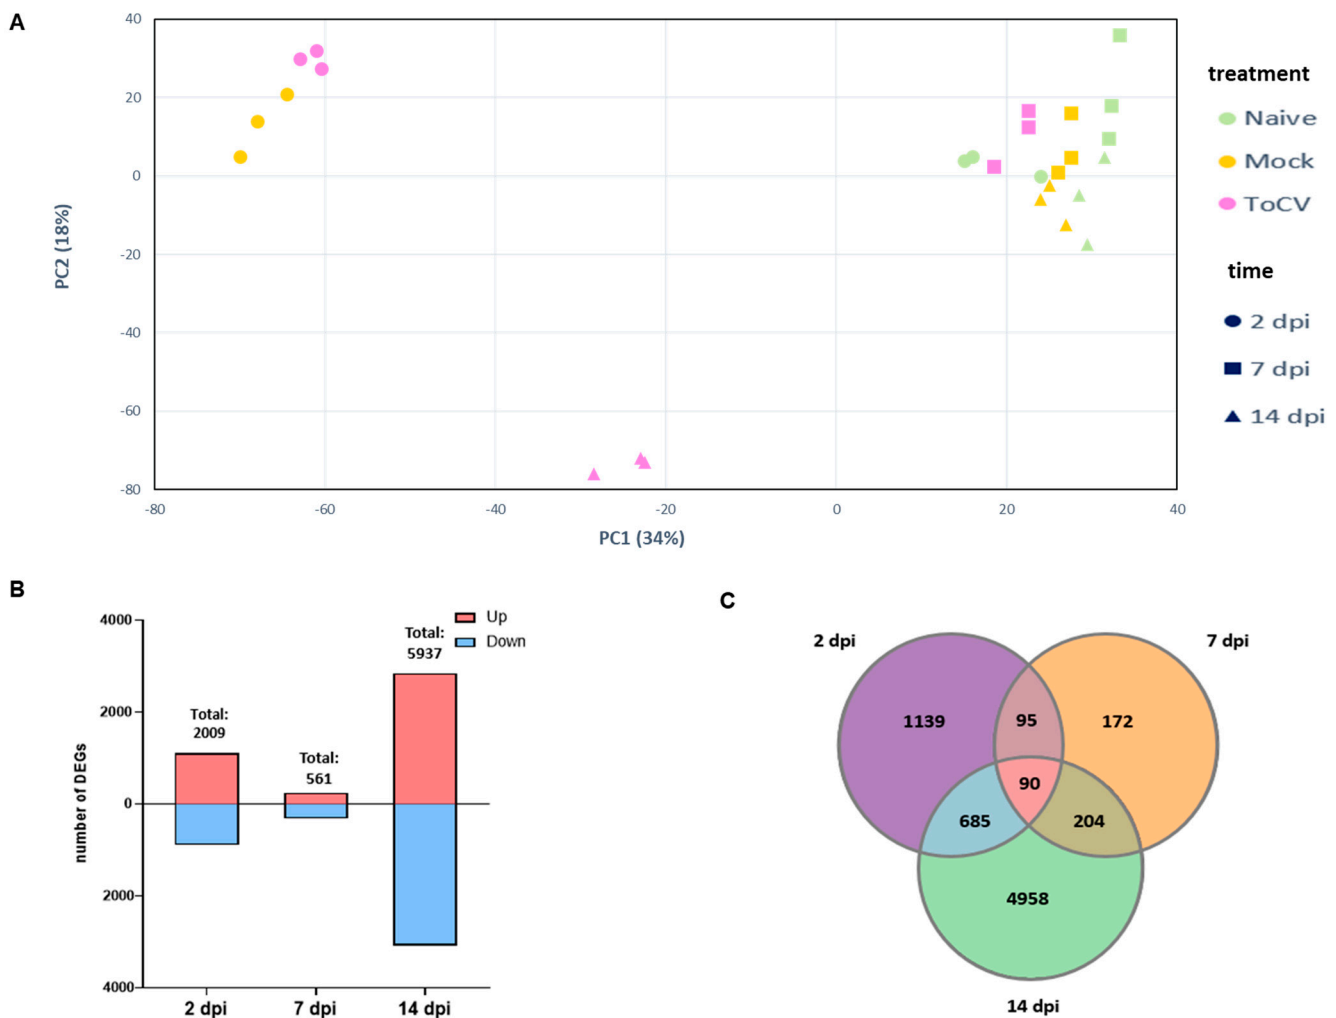 A
40
20
0
-20
-40
-60
-80
-80
-60
-40
-20
0
20
40
PC2 (18%)
PC1 (34%)
treatment
Naive
Mock
ToCV
time
2 dpi
7 dpi
14 dpi
B
number of DEGs
4000
2000
0
2000
4000
Up
Down
Total:
2009
Total:
561
Total:
5937
2 dpi
7 dpi
14 dpi
C
2 dpi
7 dpi
1139
95
172
90
685
204
4958
14 dpi